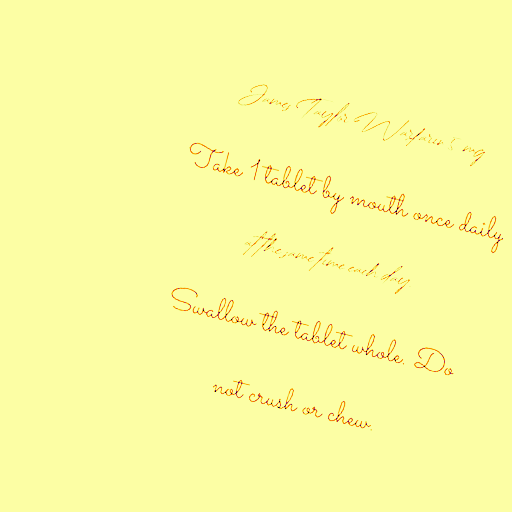 James Taylor Warfarin 5 mg
Take 1 tablet by mouth once daily
at the same time each day
Swallow the tablet whole. Do
not crush or chew.